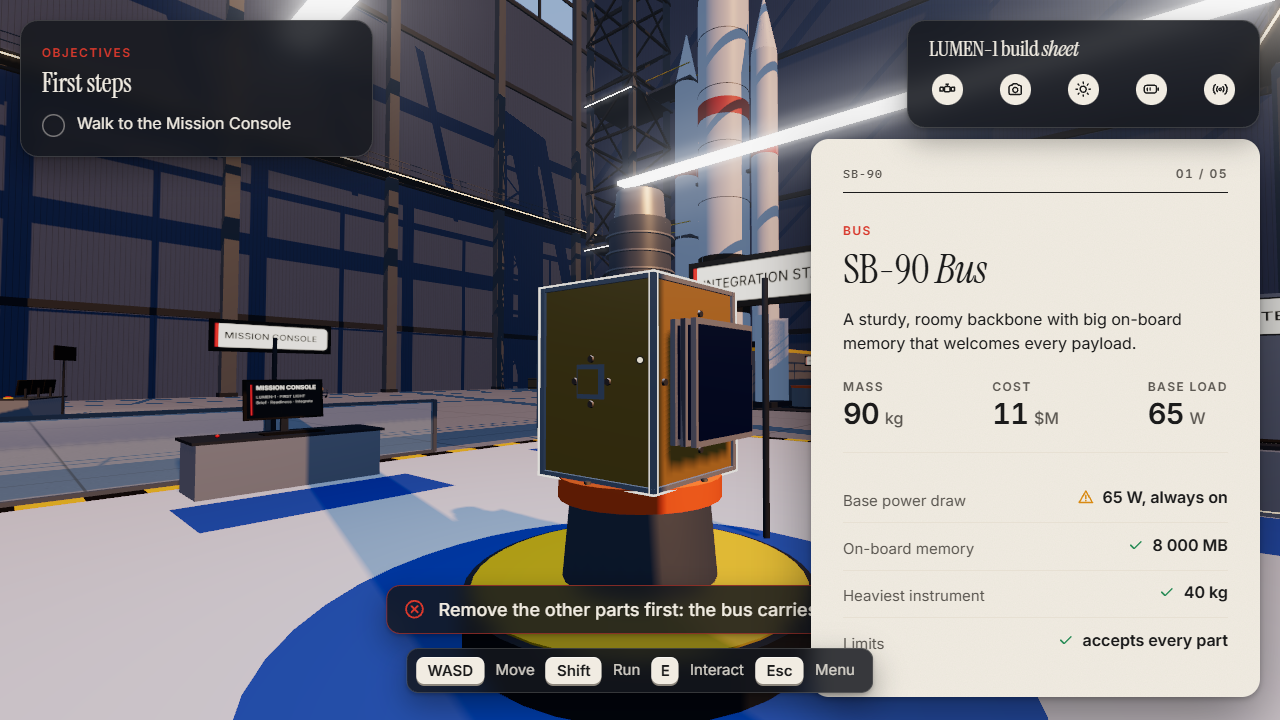 OBJECTIVES
First steps
Walk to the Mission Console
LUMEN-1 build sheet
SB-90
01 / 05
BUS
SB-90 Bus
A sturdy, roomy backbone with big on-board
memory that welcomes every payload.
MASS
COST
BASE LOAD
90 kg
11 $M
65 W
Base power draw
65 W, always on
On-board memory
8 000 MB
Heaviest instrument
40 kg
Limits
accepts every part
INTEGRATION ST
MISSION CONSOLE
MISSION CONSOLE
LUMEN-1 · FIRST LIGHT
Remove the other parts first: the bus carries
WASD Move Shift Run E Interact Esc Menu